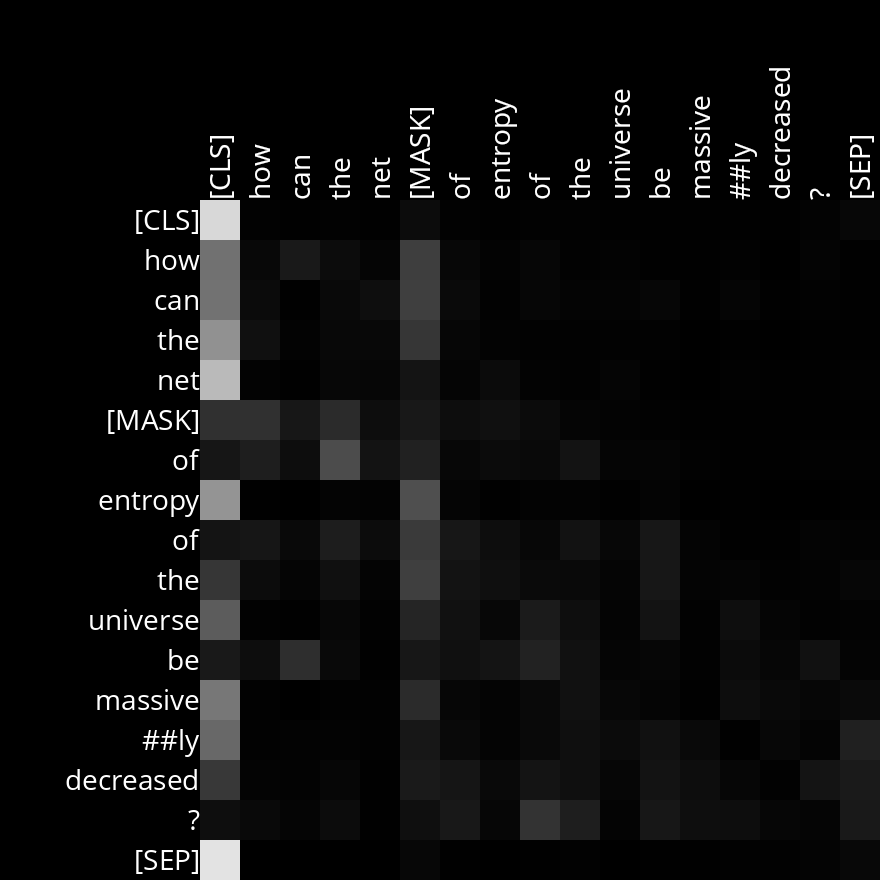 [CLS] how can the net [MASK] of entropy of the universe be massive ##ly decreased ? [SEP]
[CLS]
how
can
the
net
[MASK]
of
entropy
of
the
universe
be
massive
##ly
decreased
?
[SEP]